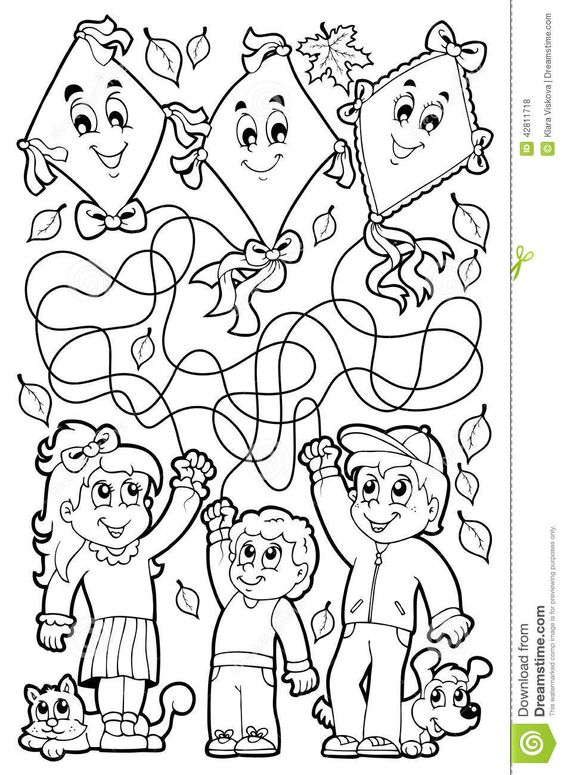 ID 42811718
© Klara Viskova | Dreamstime.com
Download from
Dreamstime.com
This watermarked comp image is for previewing purposes only.